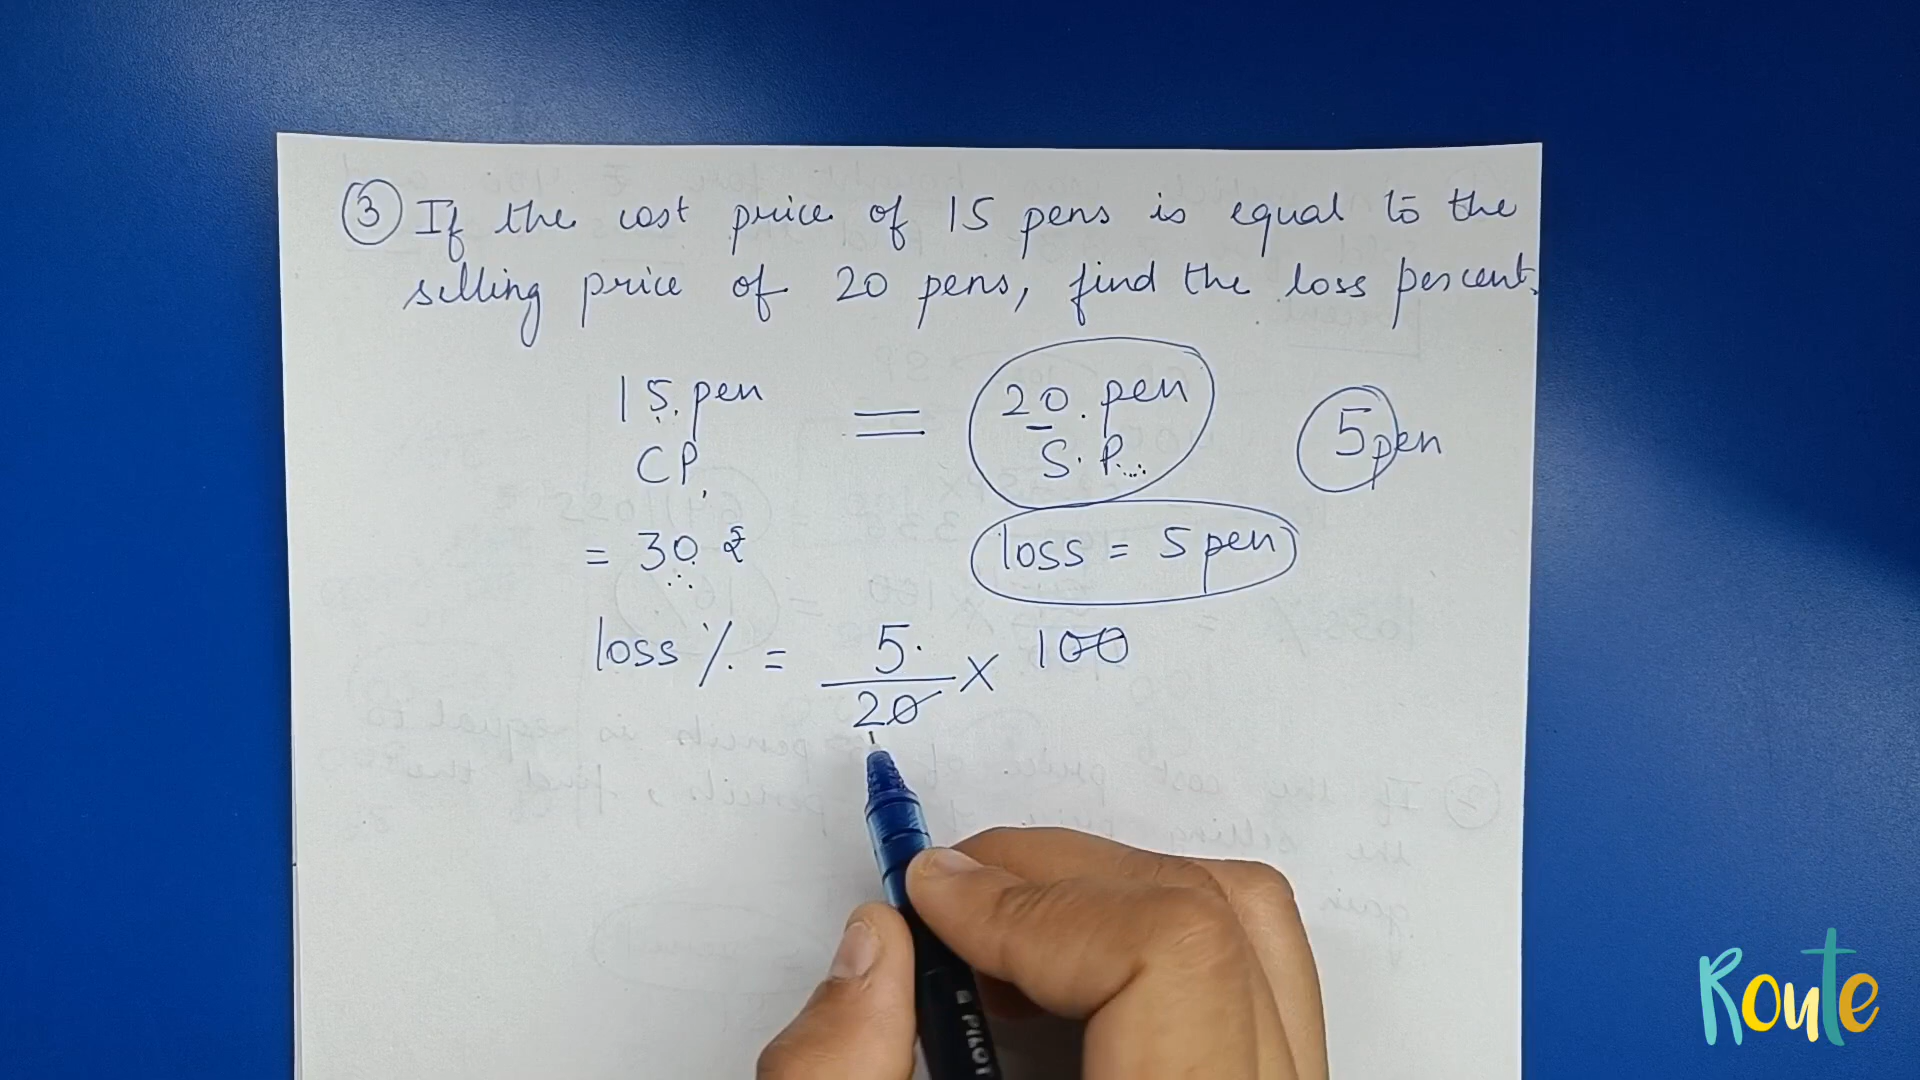 ③ If the cost price of 15 pens is equal to the
selling price of 20 pens, find the loss percent.
15 pen = 20 pen 5 pen
CP S.P.
= 30 ₹ loss = 5 pen
loss % = 5/20 × 100
PILOT
Route